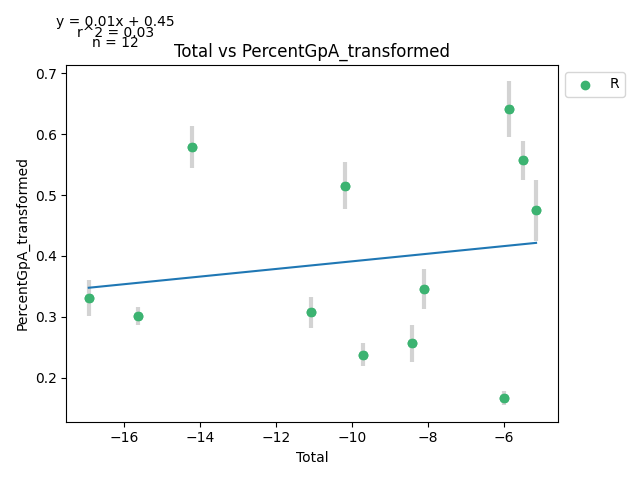 y = 0.01x + 0.45
r^2 = 0.03
n = 12
Total vs PercentGpA_transformed
R
PercentGpA_transformed
0.7
0.6
0.5
0.4
0.3
0.2
−16 −14 −12 −10 −8 −6
Total